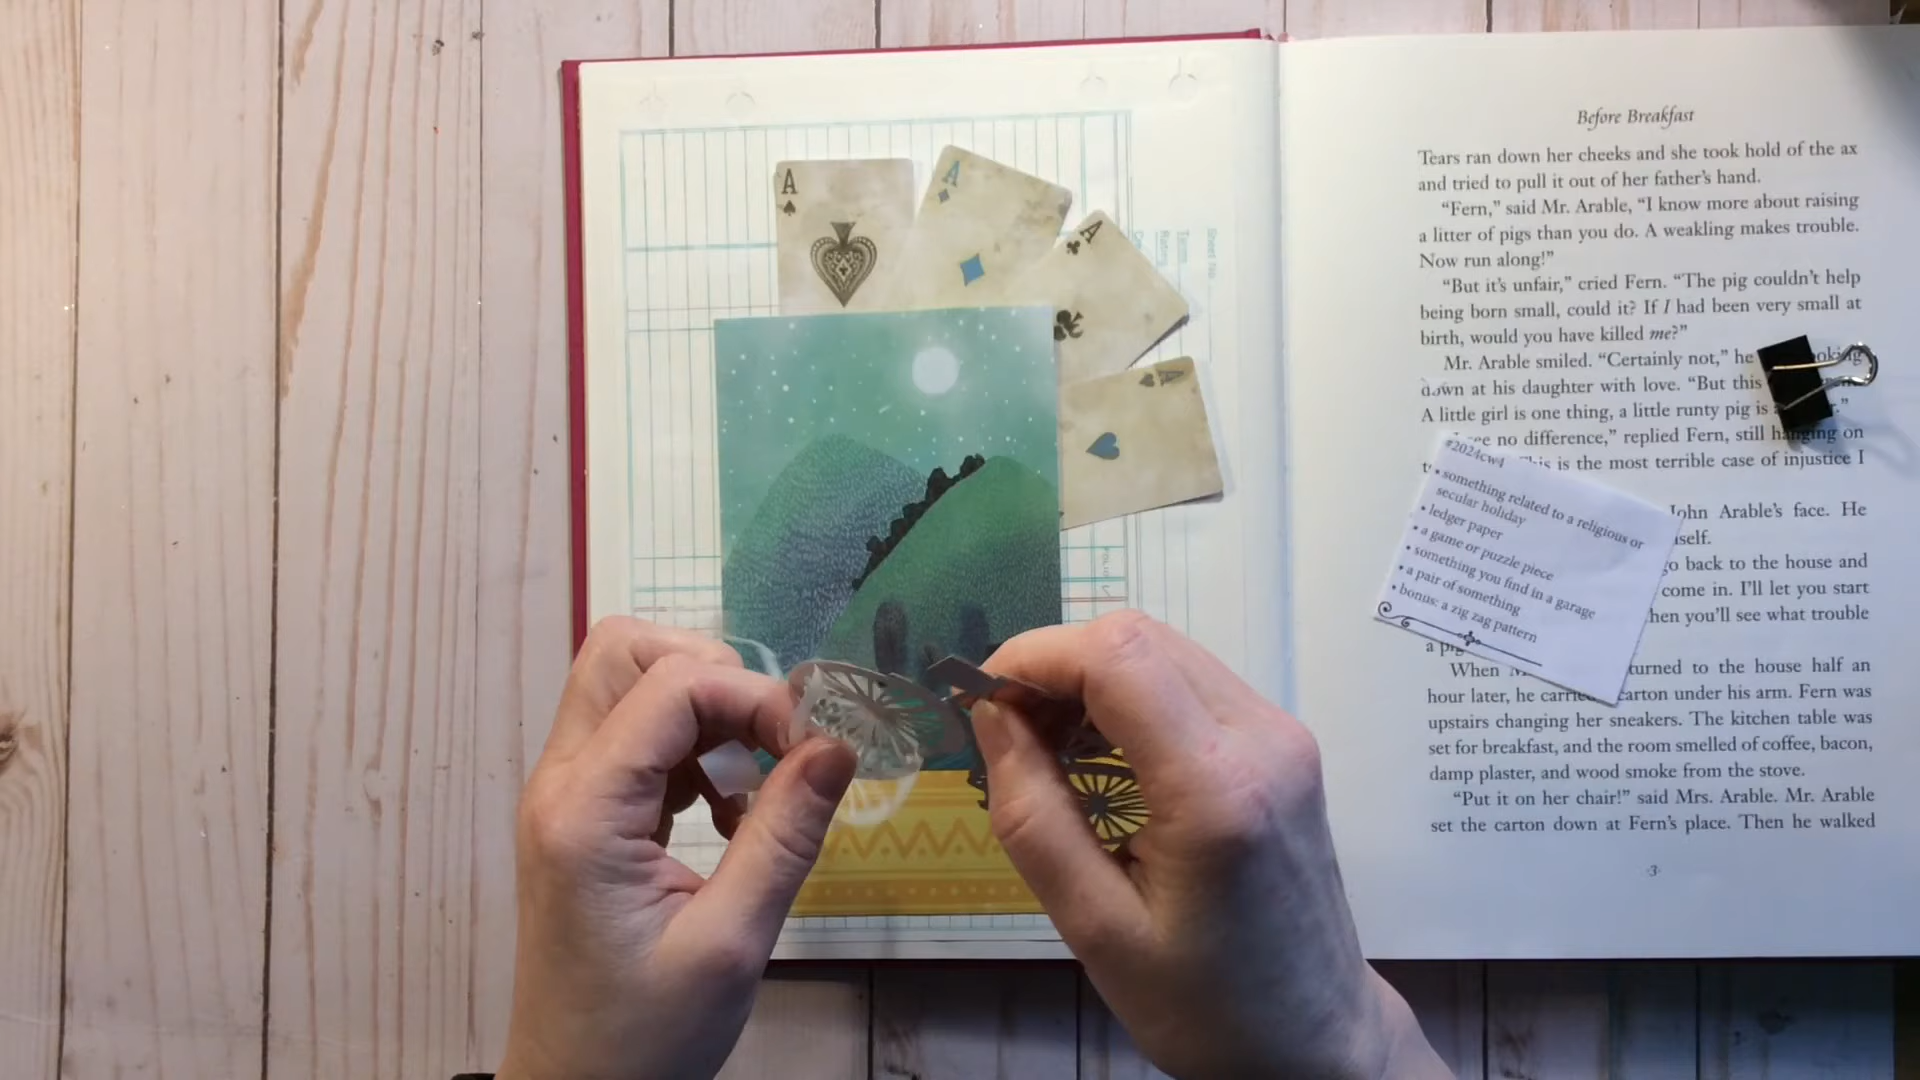 A
A
A
A
Sheet No.
Term
Rating
Before Breakfast
Tears ran down her cheeks and she took hold of the ax
and tried to pull it out of her father's hand.
“Fern,” said Mr. Arable, “I know more about raising
a litter of pigs than you do. A weakling makes trouble.
Now run along!”
“But it's unfair,” cried Fern. “The pig couldn't help
being born small, could it? If I had been very small at
birth, would you have killed me?”
Mr. Arable smiled. “Certainly not,” he
down at his daughter with love. “But this
A little girl is one thing, a little runty pig is
no difference,” replied Fern, still hanging on
is the most terrible case of injustice I
John Arable's face. He
go back to the house and
come in. I'll let you start
you'll see what trouble
a
When turned to the house half an
hour later, he carried carton under his arm. Fern was
upstairs changing her sneakers. The kitchen table was
set for breakfast, and the room smelled of coffee, bacon,
damp plaster, and wood smoke from the stove.
“Put it on her chair!” said Mrs. Arable. Mr. Arable
set the carton down at Fern's place. Then he walked
·3·
#2024cw4
• something related to a religious or
secular holiday
• ledger paper
• a game or puzzle piece
• something you find in a garage
• a pair of something
• bonus: a zig zag pattern